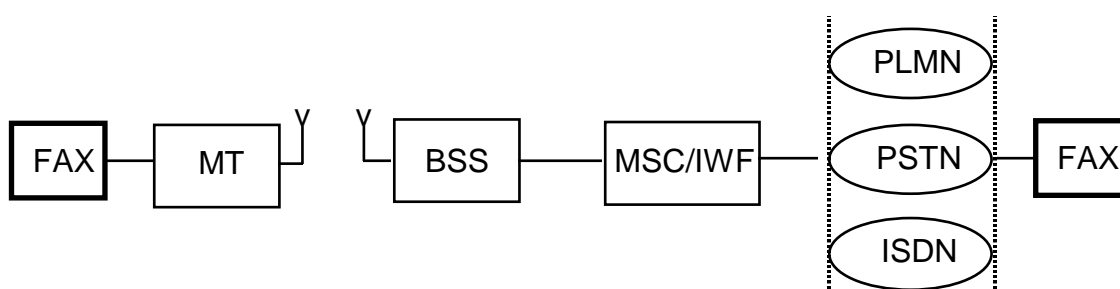 PLMN
FAX MT BSS MSC/IWF PSTN FAX
ISDN